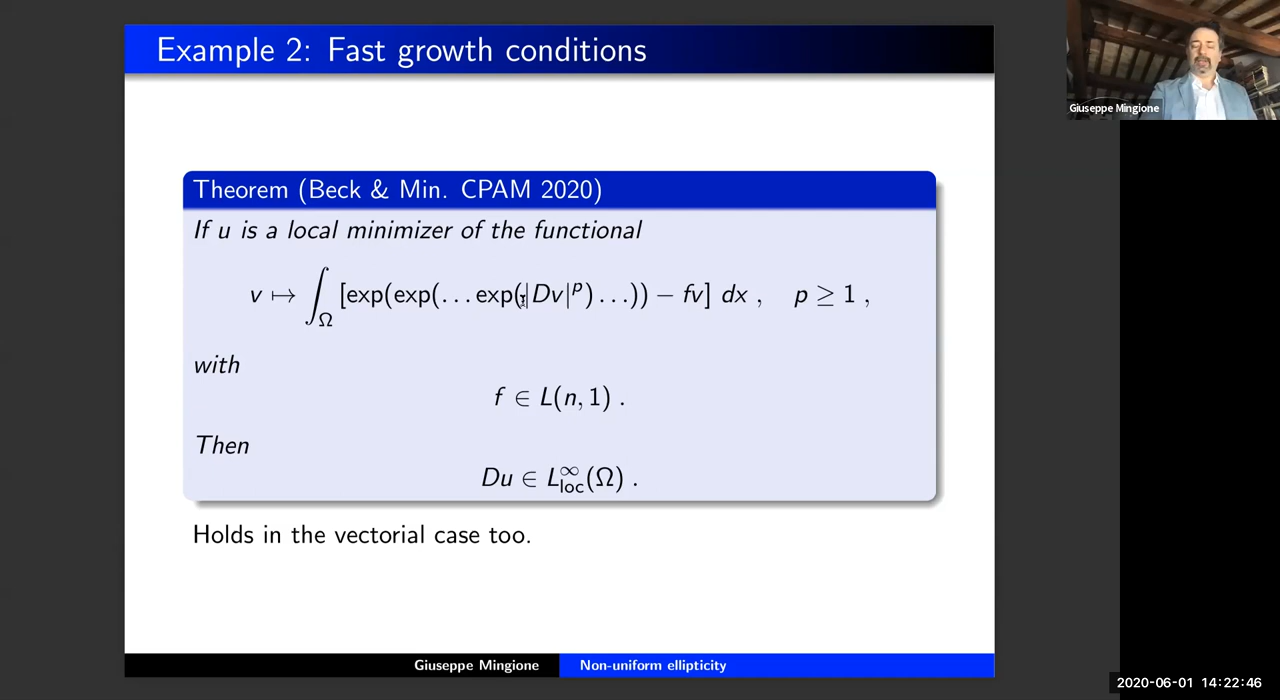 Example 2: Fast growth conditions
Giuseppe Mingione
Theorem (Beck & Min. CPAM 2020)
If u is a local minimizer of the functional
v ↦ ∫_Ω [exp(exp(…exp(|Dv|^p)…)) − fv] dx ,   p ≥ 1 ,
with
f ∈ L(n, 1) .
Then
Du ∈ L^∞_loc(Ω) .
Holds in the vectorial case too.
Giuseppe Mingione   Non-uniform ellipticity
2020-06-01 14:22:46